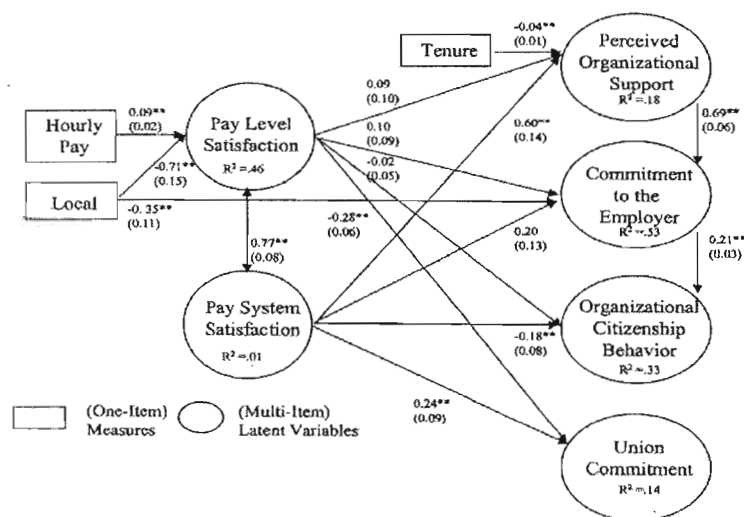 -0.04**
(0.01)
Tenure
Perceived
Organizational
Support
R² =.18
0.09
(0.10)
0.09**
(0.02)
Hourly
Pay
Pay Level
Satisfaction
R² =.46
0.10
(0.09)
0.60**
(0.14)
0.69**
(0.06)
-0.02
(0.05)
-0.71**
(0.15)
Local
-0.35**
(0.11)
Commitment
to the
Employer
R² =.53
-0.28**
(0.06)
0.20
(0.13)
0.77**
(0.08)
0.21**
(0.03)
Pay System
Satisfaction
R² =.01
Organizational
Citizenship
Behavior
R² =.33
-0.18**
(0.08)
(One-Item)
Measures
(Multi-Item)
Latent Variables
0.24**
(0.09)
Union
Commitment
R² =.14